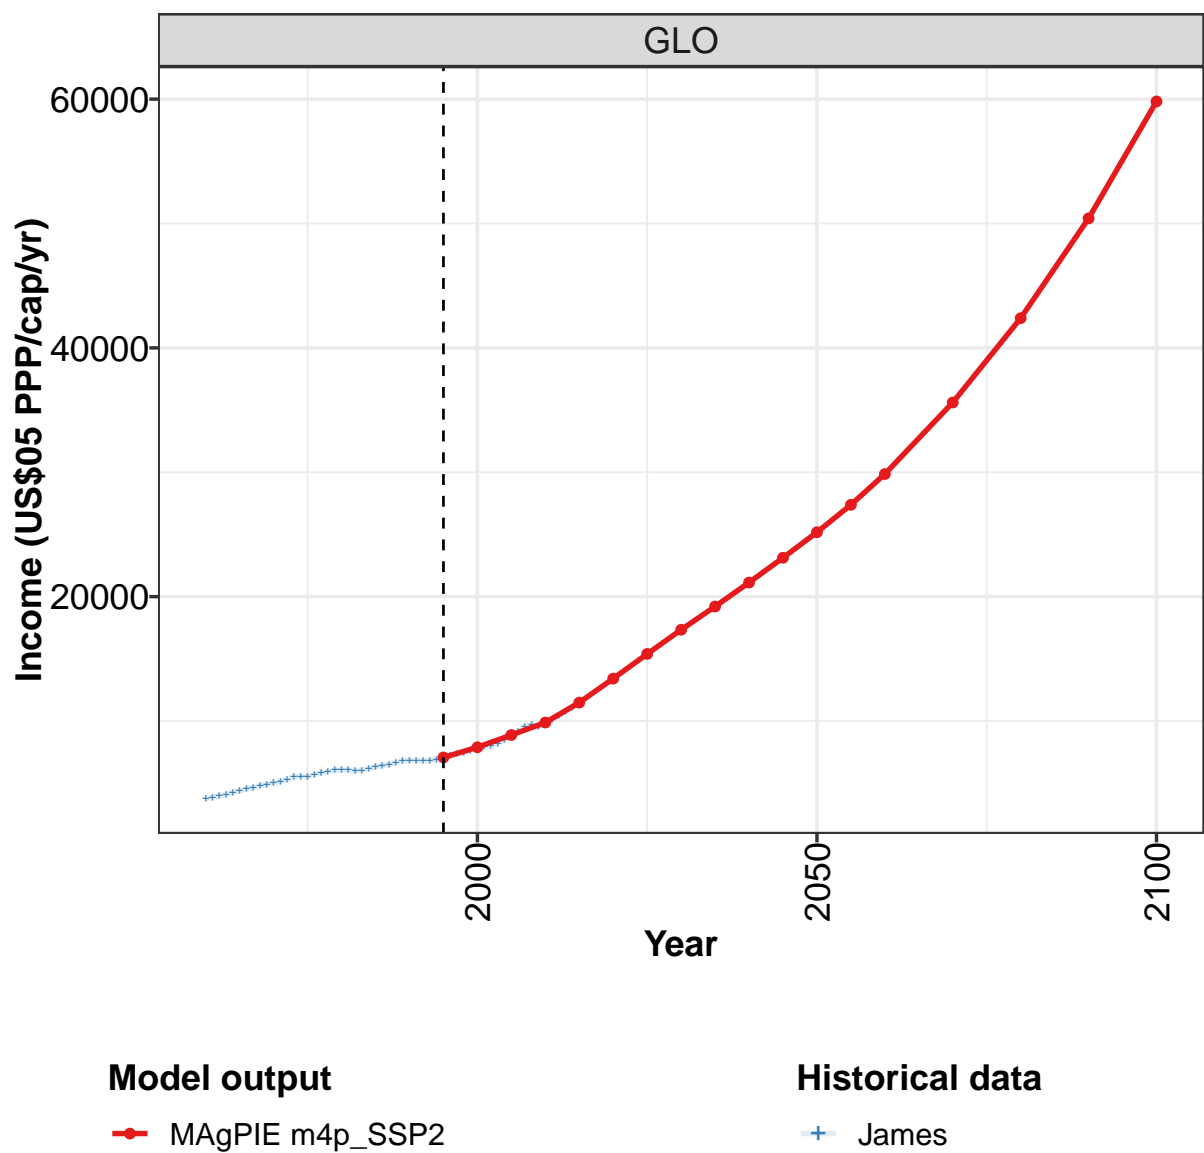 GLO
Income (US$05 PPP/cap/yr)
60000
40000
20000
2000
2050
2100
Year
Model output
MAgPIE m4p_SSP2
Historical data
James